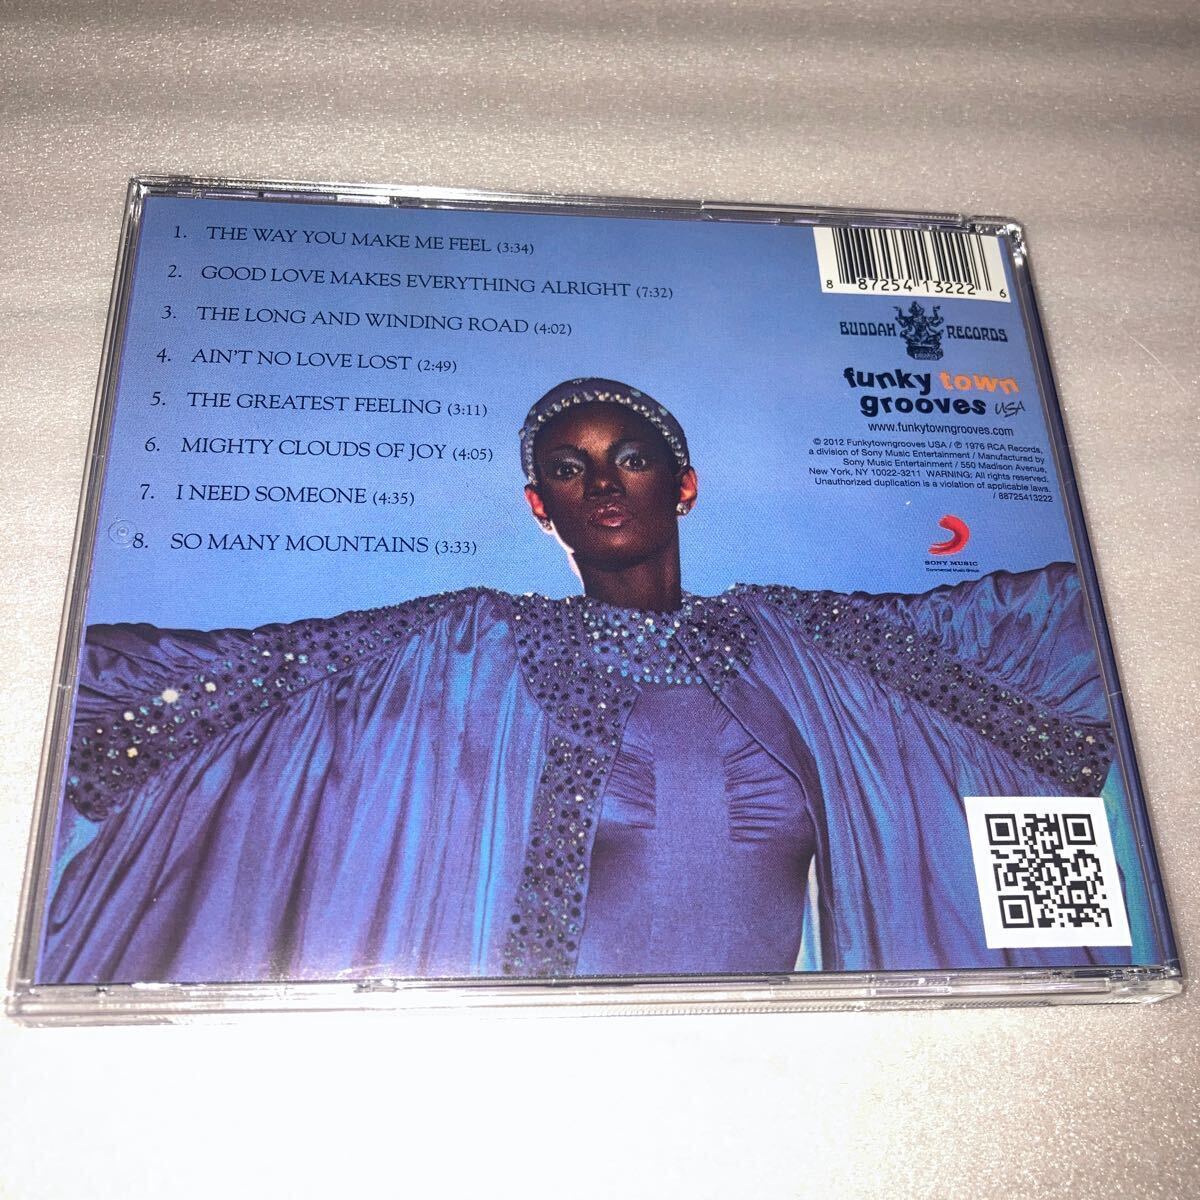 1. THE WAY YOU MAKE ME FEEL (3:34)
2. GOOD LOVE MAKES EVERYTHING ALRIGHT (7:32)
3. THE LONG AND WINDING ROAD (4:02)
4. AIN'T NO LOVE LOST (2:49)
5. THE GREATEST FEELING (3:11)
6. MIGHTY CLOUDS OF JOY (4:05)
7. I NEED SOMEONE (4:35)
8. SO MANY MOUNTAINS (3:33)
8 87254 13222 6
BUDDAH RECORDS
funky town
grooves USA
www.funkytowngrooves.com
© 2012 Funkytowngrooves USA / ℗ 1976 RCA Records,
a division of Sony Music Entertainment / Manufactured by
Sony Music Entertainment / 550 Madison Avenue,
New York, NY 10022-3211 WARNING: All rights reserved.
Unauthorized duplication is a violation of applicable laws.
/ 88725413222
SONY MUSIC
Commercial Music Group